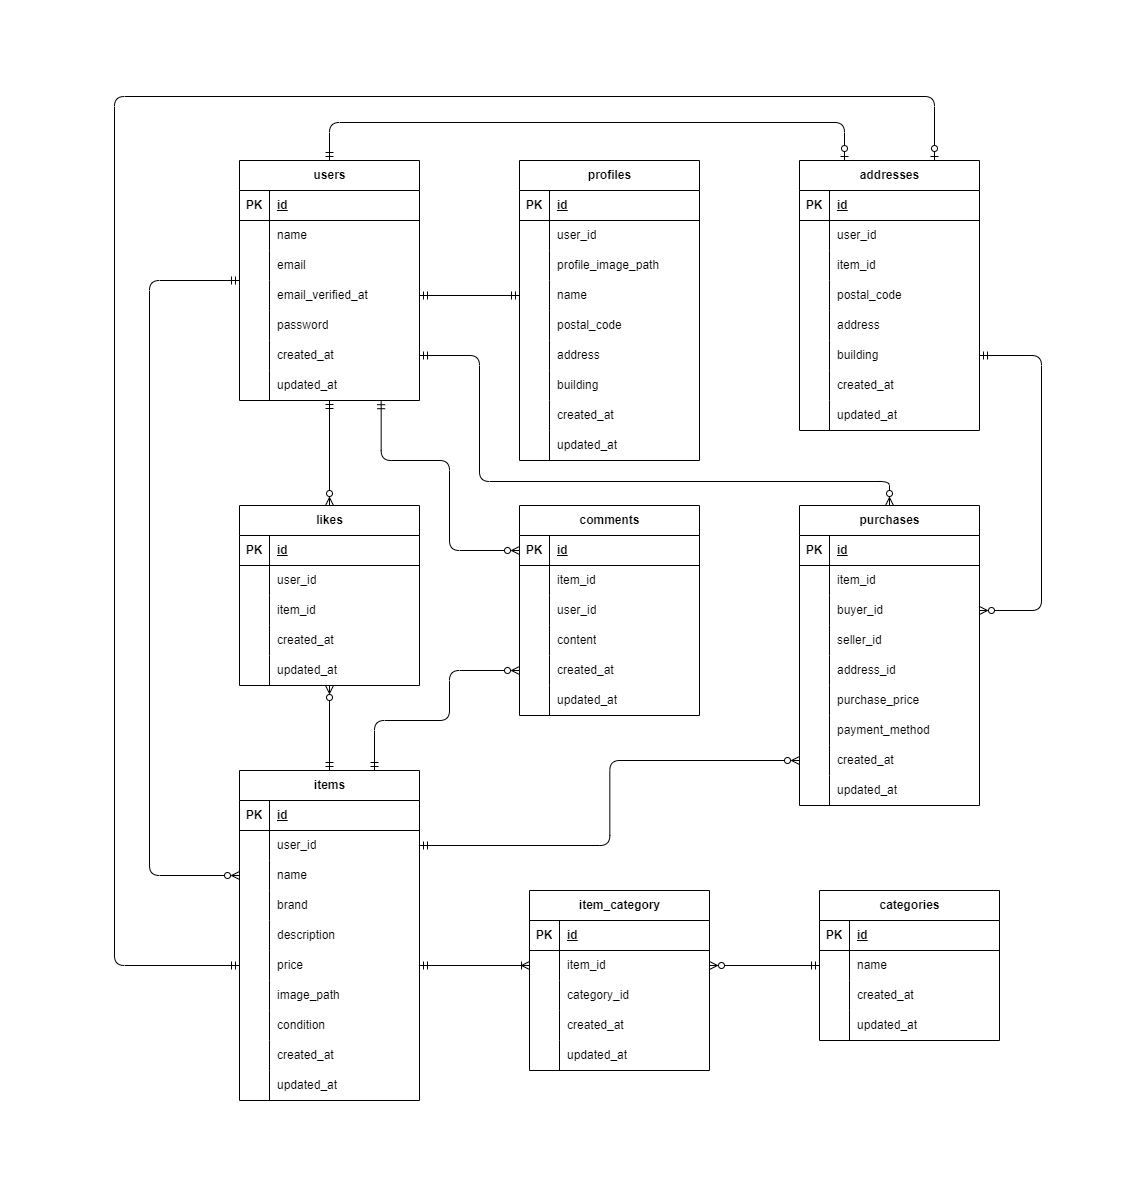 users
PK id
name
email
email_verified_at
password
created_at
updated_at
profiles
PK id
user_id
profile_image_path
name
postal_code
address
building
created_at
updated_at
addresses
PK id
user_id
item_id
postal_code
address
building
created_at
updated_at
likes
PK id
user_id
item_id
created_at
updated_at
comments
PK id
item_id
user_id
content
created_at
updated_at
purchases
PK id
item_id
buyer_id
seller_id
address_id
purchase_price
payment_method
created_at
updated_at
items
PK id
user_id
name
brand
description
price
image_path
condition
created_at
updated_at
item_category
PK id
item_id
category_id
created_at
updated_at
categories
PK id
name
created_at
updated_at